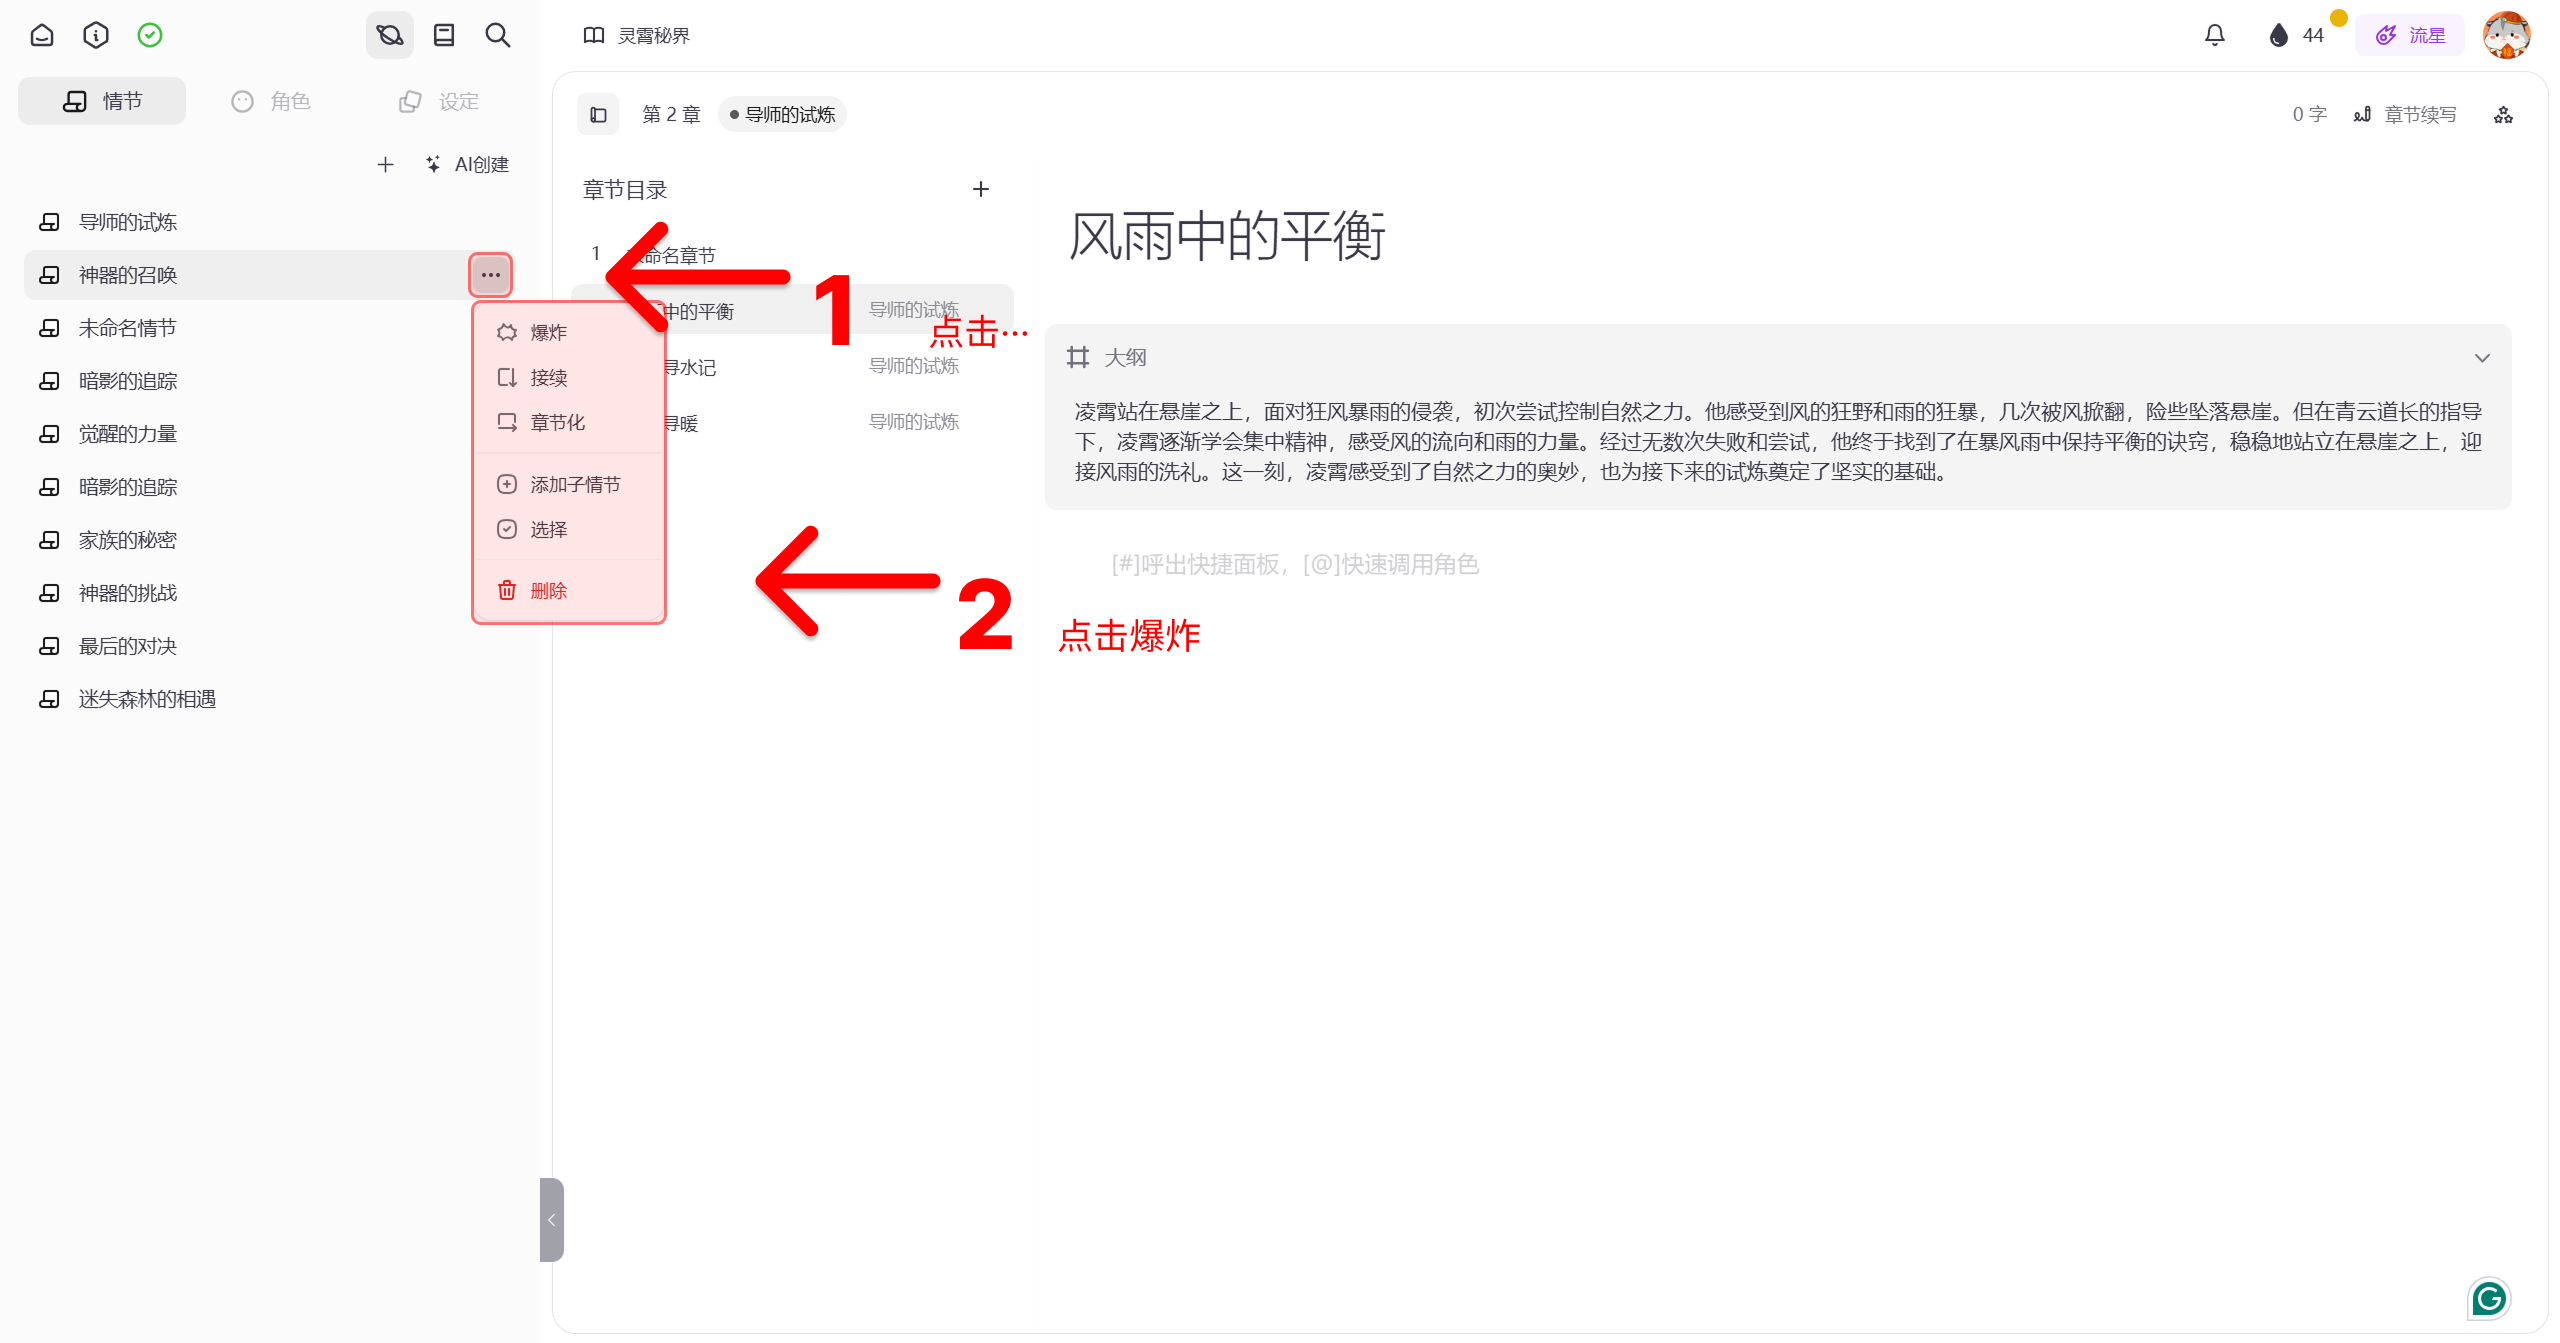 灵霄秘界
44
流星
情节
角色
设定
AI创建
导师的试炼
神器的召唤
未命名情节
暗影的追踪
觉醒的力量
暗影的追踪
家族的秘密
神器的挑战
最后的对决
迷失森林的相遇
爆炸
接续
章节化
添加子情节
选择
删除
第 2 章
导师的试炼
0 字
章节续写
章节目录
1
命名章节
中的平衡 导师的试炼
寻水记 导师的试炼
寻暖 导师的试炼
1
点击…
2
点击爆炸
风雨中的平衡
大纲
凌霄站在悬崖之上，面对狂风暴雨的侵袭，初次尝试控制自然之力。他感受到风的狂野和雨的狂暴，几次被风掀翻，险些坠落悬崖。但在青云道长的指导
下，凌霄逐渐学会集中精神，感受风的流向和雨的力量。经过无数次失败和尝试，他终于找到了在暴风雨中保持平衡的诀窍，稳稳地站立在悬崖之上，迎
接风雨的洗礼。这一刻，凌霄感受到了自然之力的奥妙，也为接下来的试炼奠定了坚实的基础。
[#]呼出快捷面板，[@]快速调用角色